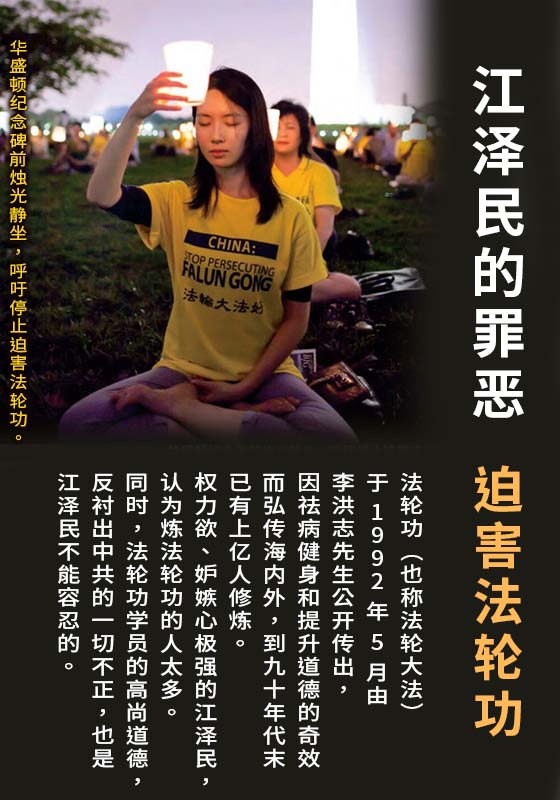 江泽民的罪恶
迫害法轮功
华盛顿纪念碑前烛光静坐，呼吁停止迫害法轮功。
CHINA:
STOP PERSECUTING
FALUN GONG
法輪大法好
法轮功（也称法轮大法）
于1992年5月由
李洪志先生公开传出，
因祛病健身和提升道德的奇效
而弘传海内外，到九十年代末
已有上亿人修炼。
权力欲、妒嫉心极强的江泽民，
认为炼法轮功的人太多。
同时，法轮功学员的高尚道德，
反衬出中共的一切不正，也是
江泽民不能容忍的。